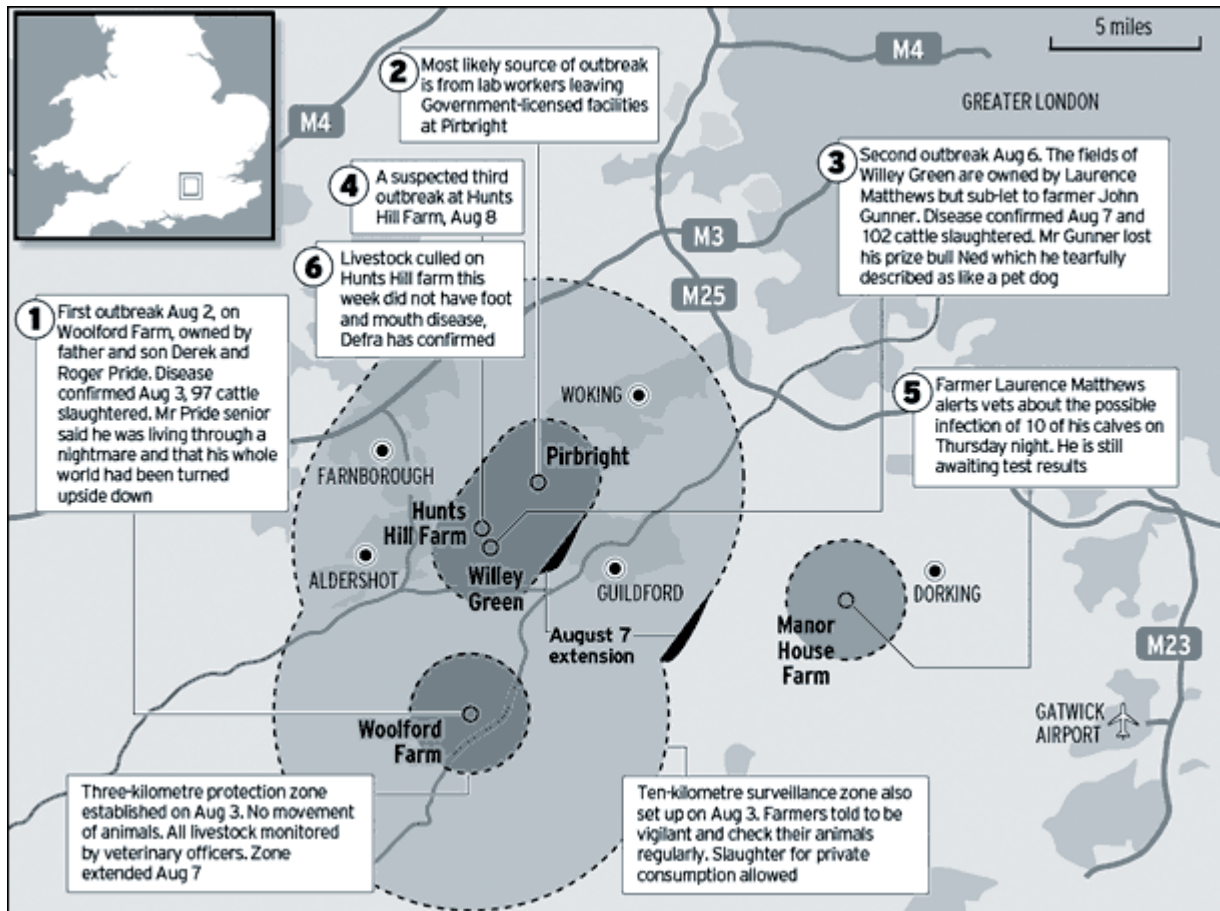 5 miles
M4
GREATER LONDON
M4
2
Most likely source of outbreak
is from lab workers leaving
Government-licensed facilities
at Pirbright
3
Second outbreak Aug 6. The fields of
Willey Green are owned by Laurence
Matthews but sub-let to farmer John
Gunner. Disease confirmed Aug 7 and
102 cattle slaughtered. Mr Gunner lost
his prize bull Ned which he tearfully
described as like a pet dog
4
A suspected third
outbreak at Hunts
Hill Farm, Aug 8
M3
6
Livestock culled on
Hunts Hill farm this
week did not have foot
and mouth disease,
Defra has confirmed
M25
1
First outbreak Aug 2, on
Woolford Farm, owned by
father and son Derek and
Roger Pride. Disease
confirmed Aug 3, 97 cattle
slaughtered. Mr Pride senior
said he was living through a
nightmare and that his whole
world had been turned
upside down
5
Farmer Laurence Matthews
alerts vets about the possible
infection of 10 of his calves on
Thursday night. He is still
awaiting test results
WOKING
Pirbright
FARNBOROUGH
Hunts
Hill Farm
ALDERSHOT
Willey
Green
GUILDFORD
DORKING
August 7
extension
Manor
House
Farm
M23
Woolford
Farm
GATWICK
AIRPORT
Three-kilometre protection zone
established on Aug 3. No movement
of animals. All livestock monitored
by veterinary officers. Zone
extended Aug 7
Ten-kilometre surveillance zone also
set up on Aug 3. Farmers told to be
vigilant and check their animals
regularly. Slaughter for private
consumption allowed